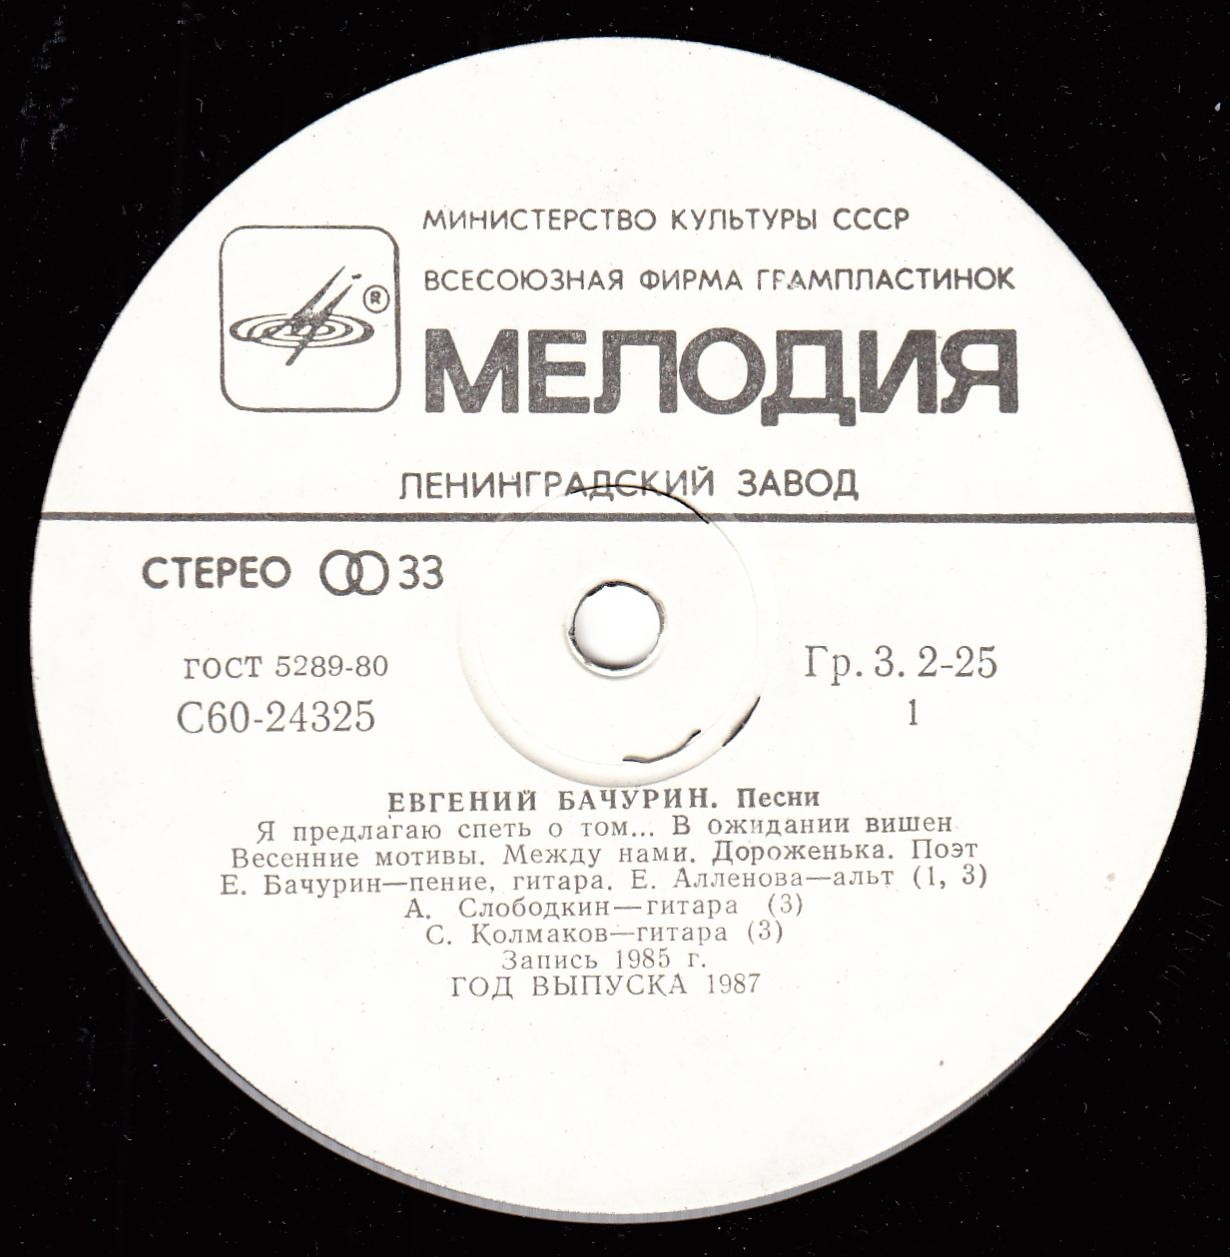 МИНИСТЕРСТВО КУЛЬТУРЫ СССР
ВСЕСОЮЗНАЯ ФИРМА ГРАМПЛАСТИНОК
®
МЕЛОДИЯ
ЛЕНИНГРАДСКИЙ ЗАВОД
СТЕРЕО 33
ГОСТ 5289-80
Гр. 3. 2-25
С60-24325
1
ЕВГЕНИЙ БАЧУРИН. Песни
Я предлагаю спеть о том... В ожидании вишен
Весенние мотивы. Между нами. Дороженька. Поэт
Е. Бачурин—пение, гитара. Е. Алленова—альт (1, 3)
А. Слободкин—гитара (3)
С. Колмаков—гитара (3)
Запись 1985 г.
ГОД ВЫПУСКА 1987